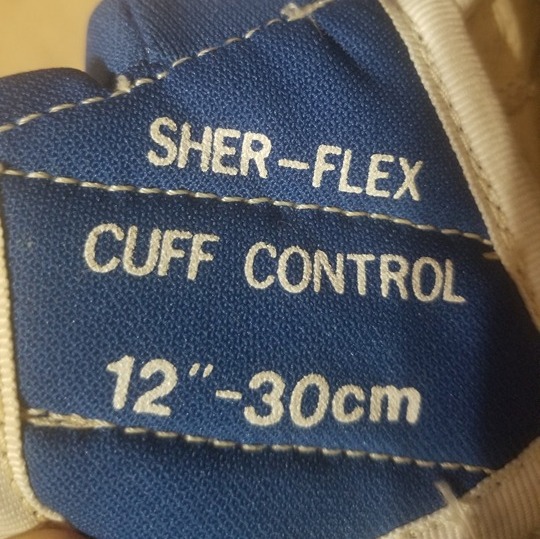 SHER-FLEX
CUFF CONTROL
12"-30cm